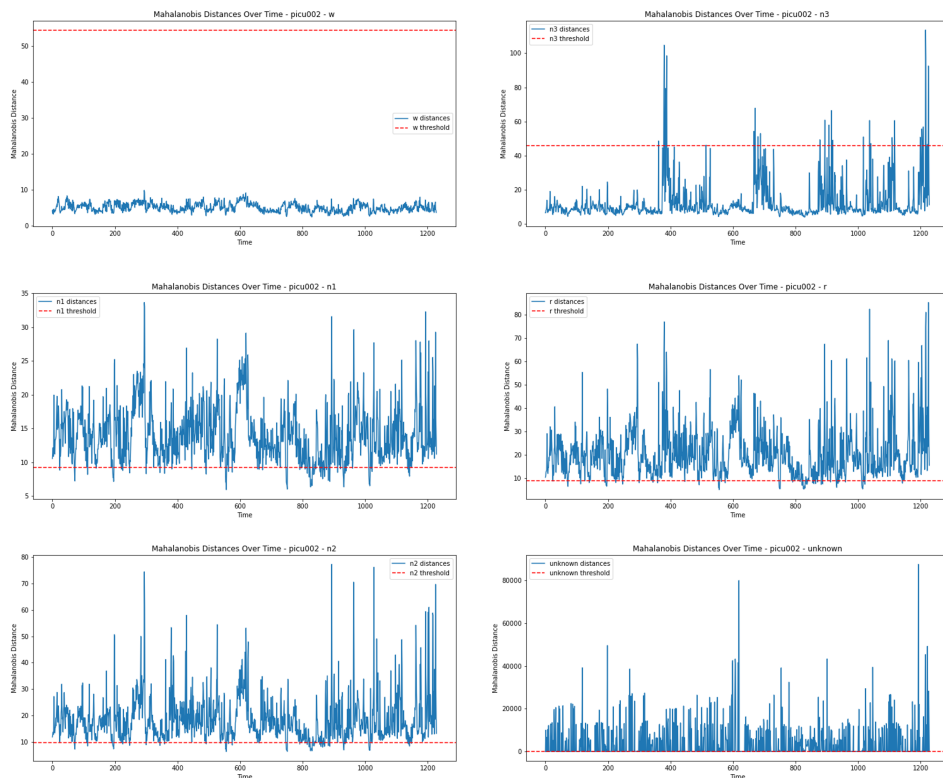 Mahalanobis Distances Over Time - picu002 - w
50
40
30
20
10
0
Mahalanobis Distance
w distances
w threshold
0 200 400 600 800 1000 1200
Time
Mahalanobis Distances Over Time - picu002 - n3
100
80
60
40
20
0
Mahalanobis Distance
n3 distances
n3 threshold
0 200 400 600 800 1000 1200
Time
Mahalanobis Distances Over Time - picu002 - n1
35
30
25
20
15
10
5
Mahalanobis Distance
n1 distances
n1 threshold
0 200 400 600 800 1000 1200
Time
Mahalanobis Distances Over Time - picu002 - r
80
70
60
50
40
30
20
10
Mahalanobis Distance
r distances
r threshold
0 200 400 600 800 1000 1200
Time
Mahalanobis Distances Over Time - picu002 - n2
80
70
60
50
40
30
20
10
Mahalanobis Distance
n2 distances
n2 threshold
0 200 400 600 800 1000 1200
Time
Mahalanobis Distances Over Time - picu002 - unknown
80000
60000
40000
20000
0
Mahalanobis Distance
unknown distances
unknown threshold
0 200 400 600 800 1000 1200
Time